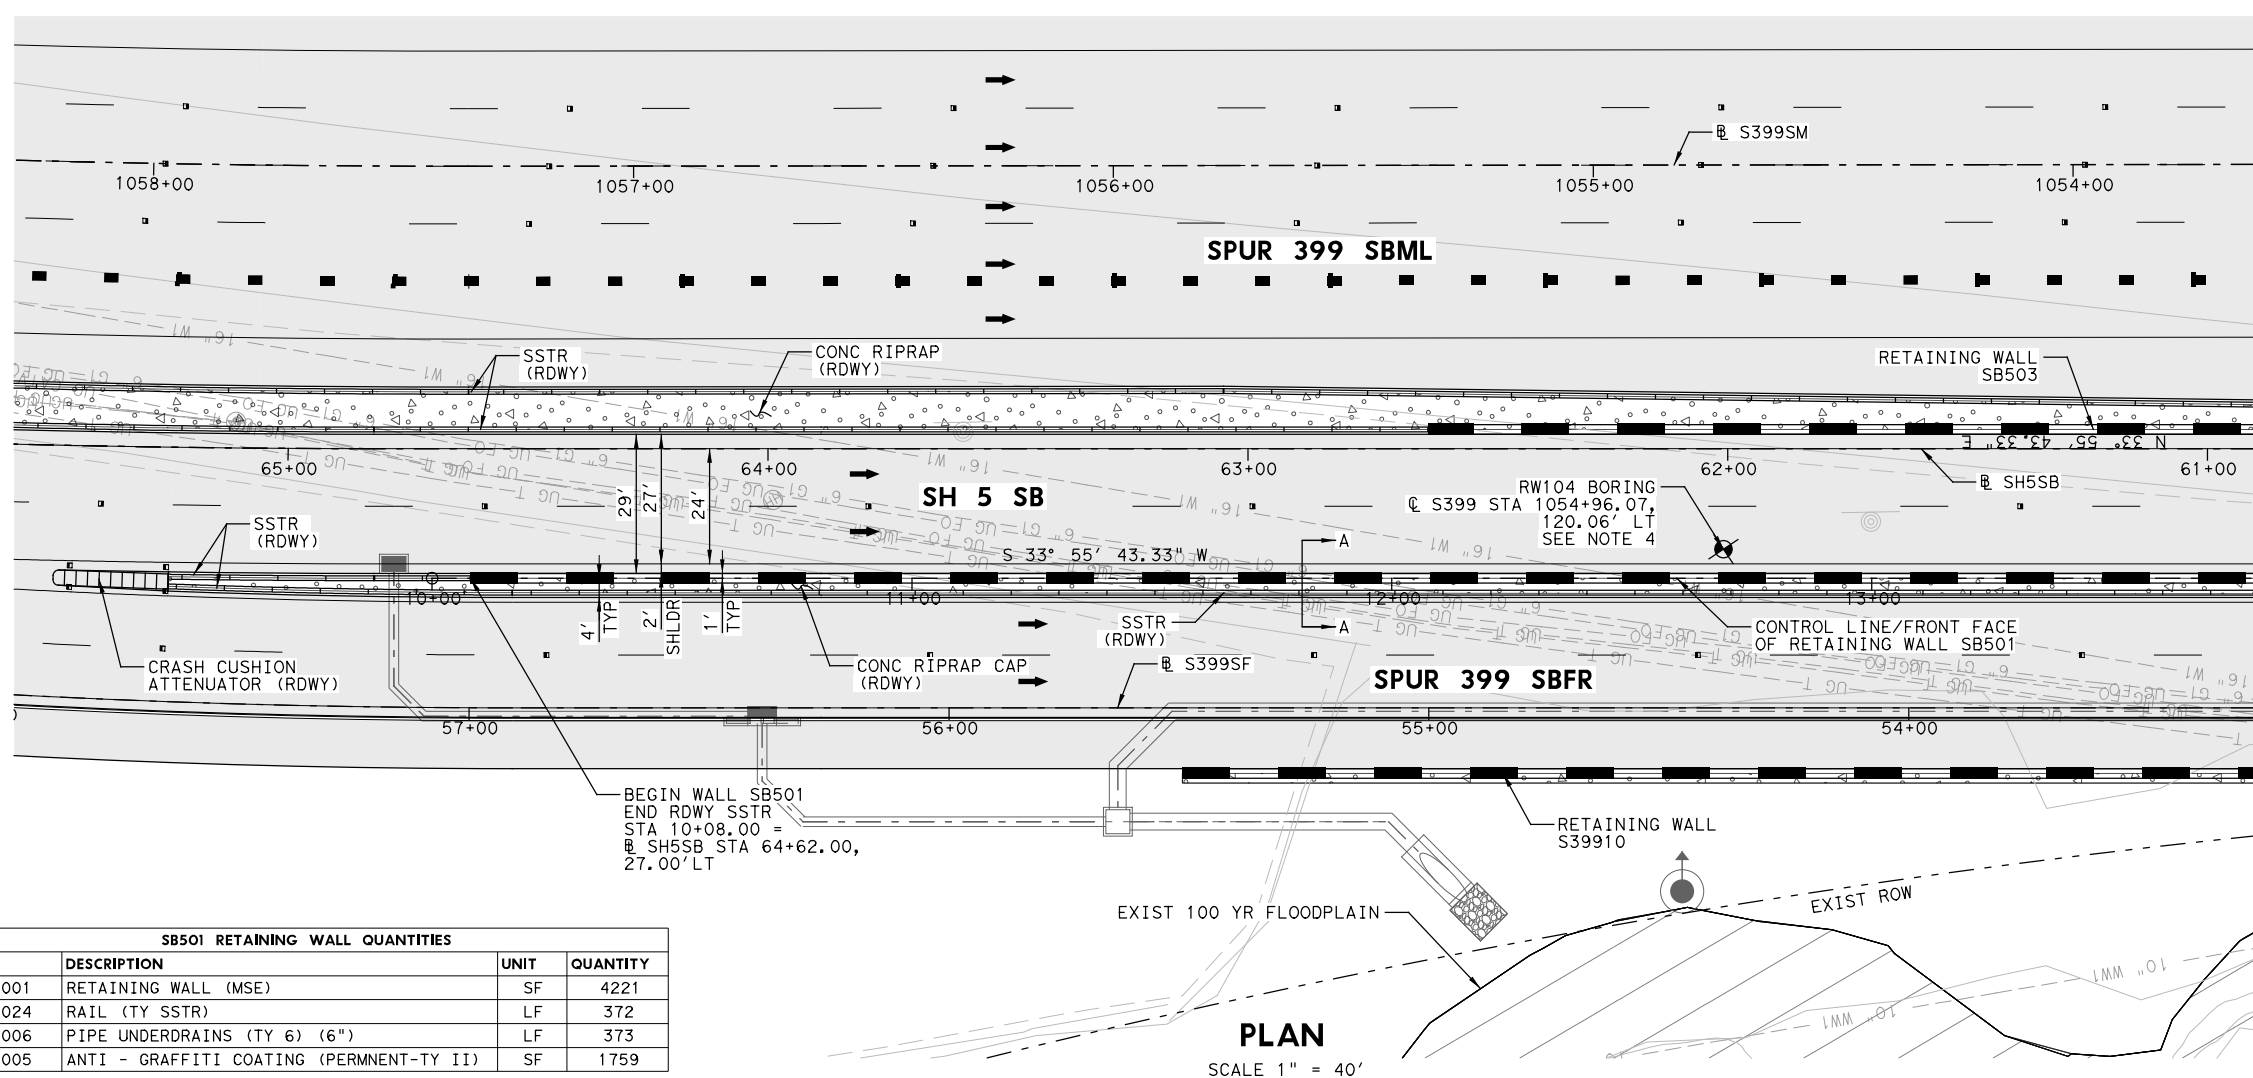 ℄ S399SM
1058+00
1057+00
1056+00
1055+00
1054+00
SPUR 399 SBML
16" W1
SSTR
(RDWY)
CONC RIPRAP
(RDWY)
RETAINING WALL
SB503
N 33° 55' 43.33" E
65+00
64+00
63+00
62+00
61+00
29'
27'
24'
SH 5 SB
RW104 BORING
℄ S399 STA 1054+96.07,
120.06' LT
SEE NOTE 4
℄ SH5SB
SSTR
(RDWY)
S 33° 55' 43.33" W
A
10+00
11+00
12+00
13+00
4'
TYP
2'
SHLDR
1'
TYP
SSTR
(RDWY)
A
CONTROL LINE/FRONT FACE
OF RETAINING WALL SB501
CRASH CUSHION
ATTENUATOR (RDWY)
CONC RIPRAP CAP
(RDWY)
℄ S399SF
SPUR 399 SBFR
57+00
56+00
55+00
54+00
BEGIN WALL SB501
END RDWY SSTR
STA 10+08.00 =
℄ SH5SB STA 64+62.00,
27.00'LT
RETAINING WALL
S39910
EXIST 100 YR FLOODPLAIN
EXIST ROW
10" WW1
10" WW1
SB501 RETAINING WALL QUANTITIES
DESCRIPTION UNIT QUANTITY
001 RETAINING WALL (MSE) SF 4221
024 RAIL (TY SSTR) LF 372
006 PIPE UNDERDRAINS (TY 6) (6") LF 373
005 ANTI - GRAFFITI COATING (PERMNENT-TY II) SF 1759
PLAN
SCALE 1" = 40'